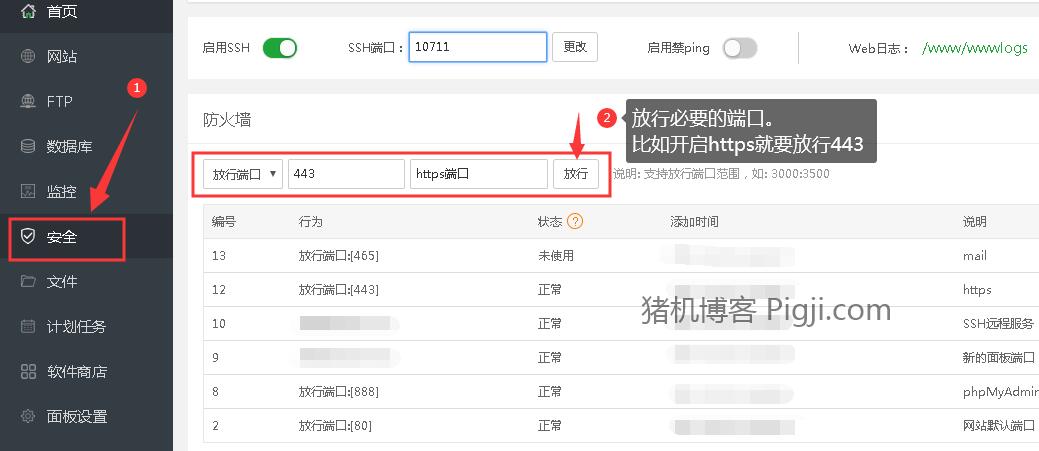 首页
网站
FTP
数据库
监控
安全
文件
计划任务
软件商店
面板设置
1
启用SSH
SSH端口：
10711
更改
启用禁ping
Web日志：
/www/wwwlogs
防火墙
2
放行必要的端口。
比如开启https就要放行443
放行端口 443 https端口 放行 说明: 支持放行端口范围，如: 3000:3500
编号 行为 状态 ? 添加时间 说明
13 放行端口:[465] 未使用 mail
12 放行端口:[443] 正常 https
10 正常 SSH远程服务
9 正常 新的面板端口
8 放行端口:[888] 正常 phpMyAdmin
2 放行端口:[80] 正常 网站默认端口
猪机博客 Pigji.com